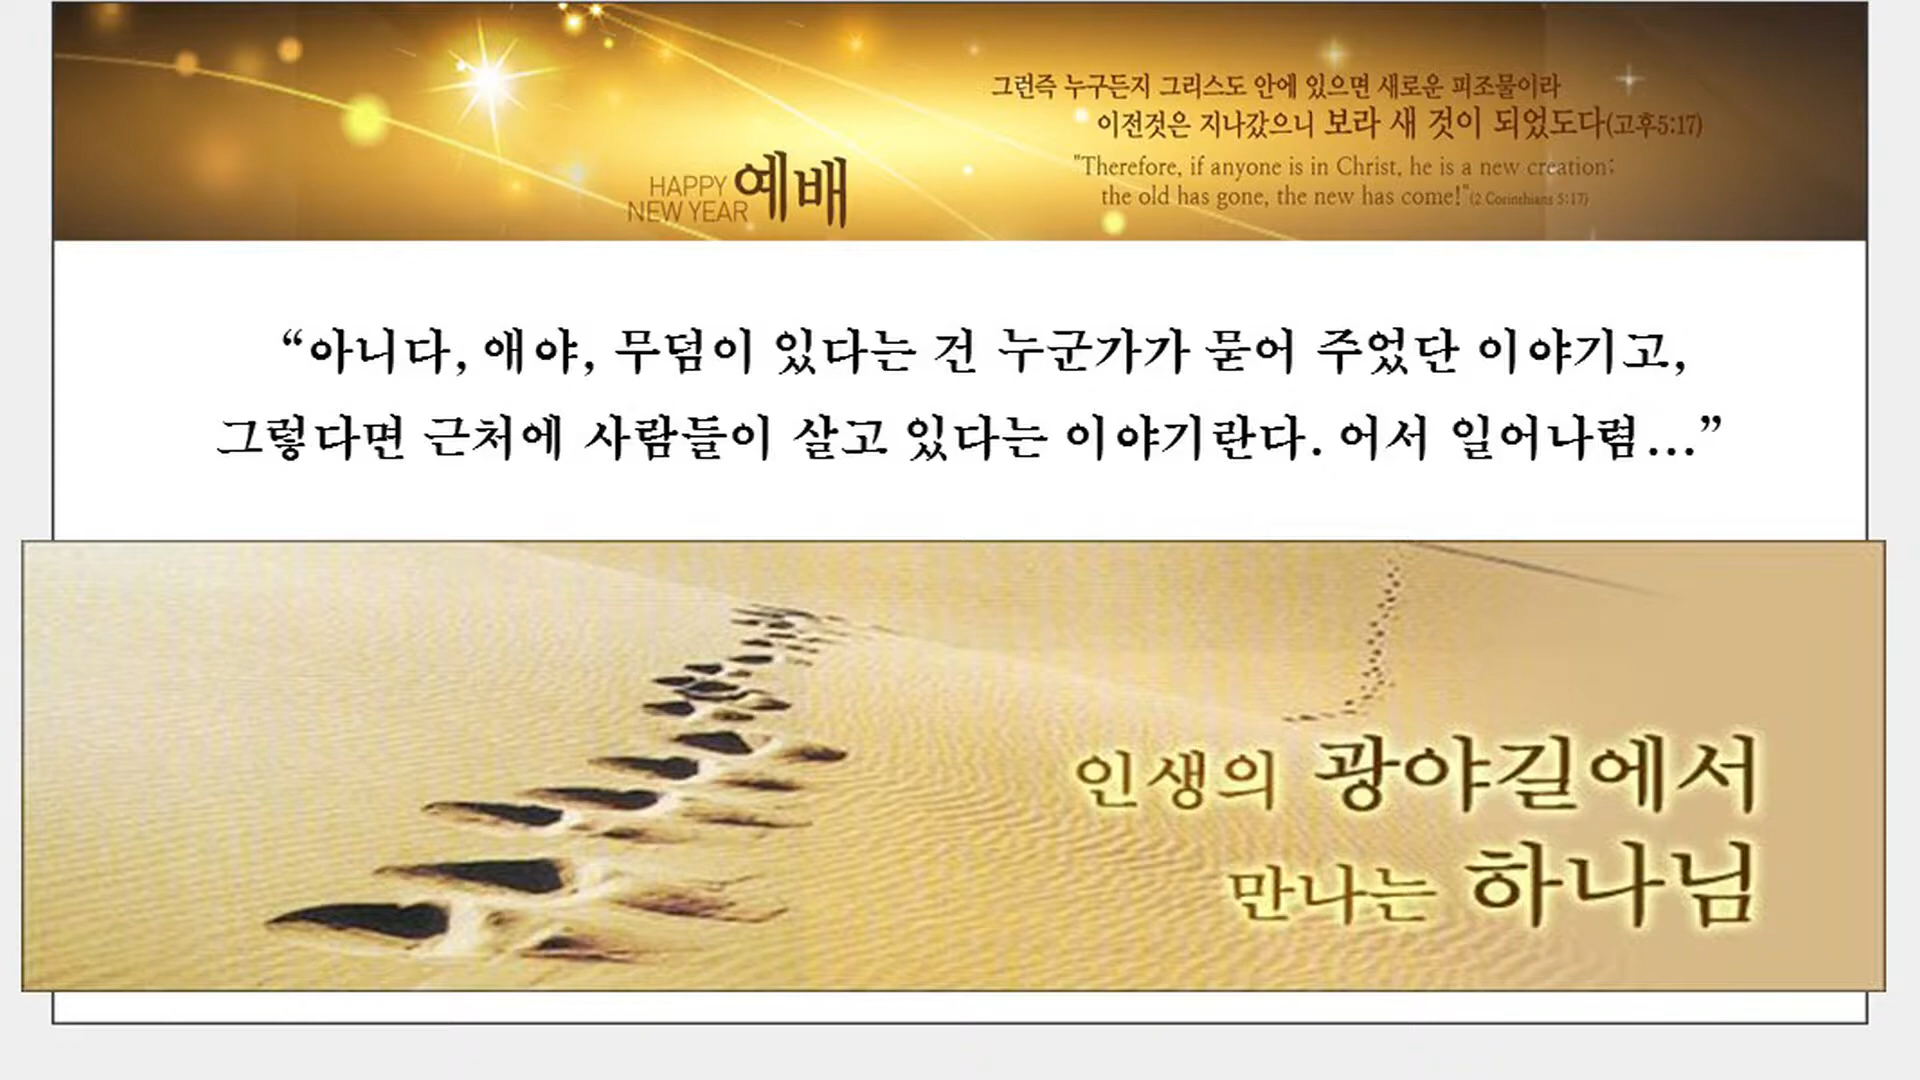 그런즉 누구든지 그리스도 안에 있으면 새로운 피조물이라
이전것은 지나갔으니 보라 새 것이 되었도다(고후5:17)
"Therefore, if anyone is in Christ, he is a new creation;
the old has gone, the new has come!"(2 Corinthians 5:17)
HAPPY
NEW YEAR 예배
“아니다, 애야, 무덤이 있다는 건 누군가가 묻어 주었단 이야기고,
그렇다면 근처에 사람들이 살고 있다는 이야기란다. 어서 일어나렴…”
인생의 광야길에서
만나는 하나님